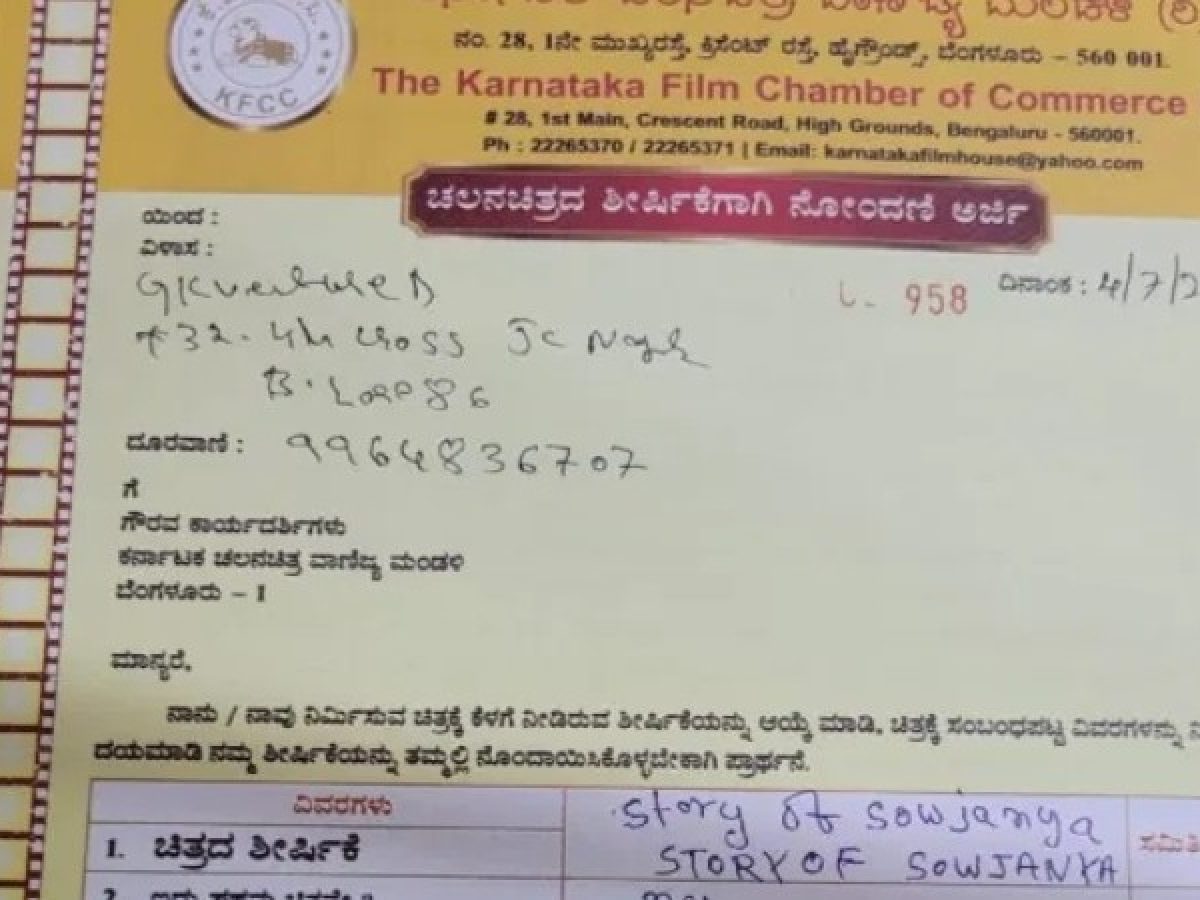 KFCC
ನಂ. 28, 1ನೇ ಮುಖ್ಯರಸ್ತೆ, ಕ್ರಿಸೆಂಟ್ ರಸ್ತೆ, ಹೈಗ್ರೌಂಡ್ಸ್, ಬೆಂಗಳೂರು – 560 001.
The Karnataka Film Chamber of Commerce
# 28, 1st Main, Crescent Road, High Grounds, Bengaluru - 560001.
Ph : 22265370 / 22265371 | Email: karnatakafilmhouse@yahoo.com
ಚಲನಚಿತ್ರದ ಶೀರ್ಷಿಕೆಗಾಗಿ ನೋಂದಣಿ ಅರ್ಜಿ
ಯಿಂದ :
ವಿಳಾಸ :
L- 958 ದಿನಾಂಕ : 4/7/2
32. 4th cross Jc
ದೂರವಾಣಿ : 9964836707
ಗೆ
ಗೌರವ ಕಾರ್ಯದರ್ಶಿಗಳು
ಕರ್ನಾಟಕ ಚಲನಚಿತ್ರ ವಾಣಿಜ್ಯ ಮಂಡಳಿ
ಬೆಂಗಳೂರು – 1
ಮಾನ್ಯರೆ,
ನಾನು / ನಾವು ನಿರ್ಮಿಸುವ ಚಿತ್ರಕ್ಕೆ ಕೆಳಗೆ ನೀಡಿರುವ ಶೀರ್ಷಿಕೆಯನ್ನು ಆಯ್ಕೆ ಮಾಡಿ, ಚಿತ್ರಕ್ಕೆ ಸಂಬಂಧಪಟ್ಟ ವಿವರಗಳನ್ನು
ದಯಮಾಡಿ ನಮ್ಮ ಶೀರ್ಷಿಕೆಯನ್ನು ತಮ್ಮಲ್ಲಿ ನೊಂದಾಯಿಸಿಕೊಳ್ಳಬೇಕಾಗಿ ಪ್ರಾರ್ಥನೆ.
ವಿವರಗಳು
story of sowjanya
1. ಚಿತ್ರದ ಶೀರ್ಷಿಕೆ
STORY OF SOWJANYA